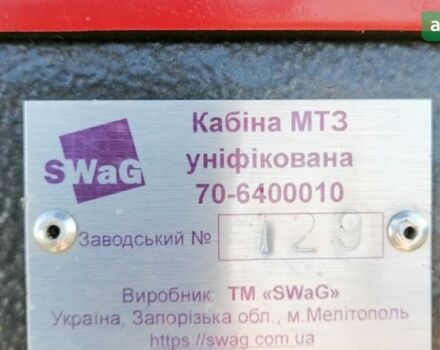 SWaG
Кабіна МТЗ
уніфікована
70-6400010
Заводський № 129
Виробник: ТМ «SWaG»
Україна, Запорізька обл., м.Мелітополь
https://swag.com.ua